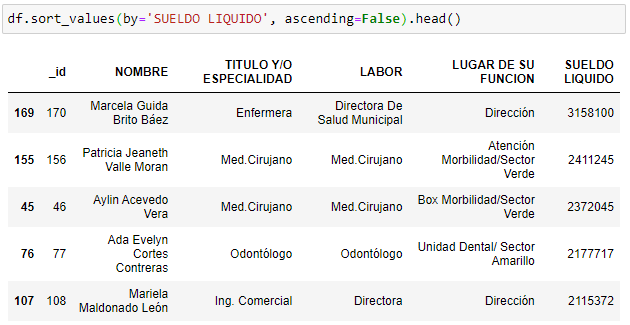 df.sort_values(by='SUELDO LIQUIDO', ascending=False).head()
_id NOMBRE TITULO Y/O ESPECIALIDAD LABOR LUGAR DE SU FUNCION SUELDO LIQUIDO
169 170 Marcela Guida Brito Báez Enfermera Directora De Salud Municipal Dirección 3158100
155 156 Patricia Jeaneth Valle Moran Med.Cirujano Med.Cirujano Atención Morbilidad/Sector Verde 2411245
45 46 Aylin Acevedo Vera Med.Cirujano Med.Cirujano Box Morbilidad/Sector Verde 2372045
76 77 Ada Evelyn Cortes Contreras Odontólogo Odontólogo Unidad Dental/ Sector Amarillo 2177717
107 108 Mariela Maldonado León Ing. Comercial Directora Dirección 2115372